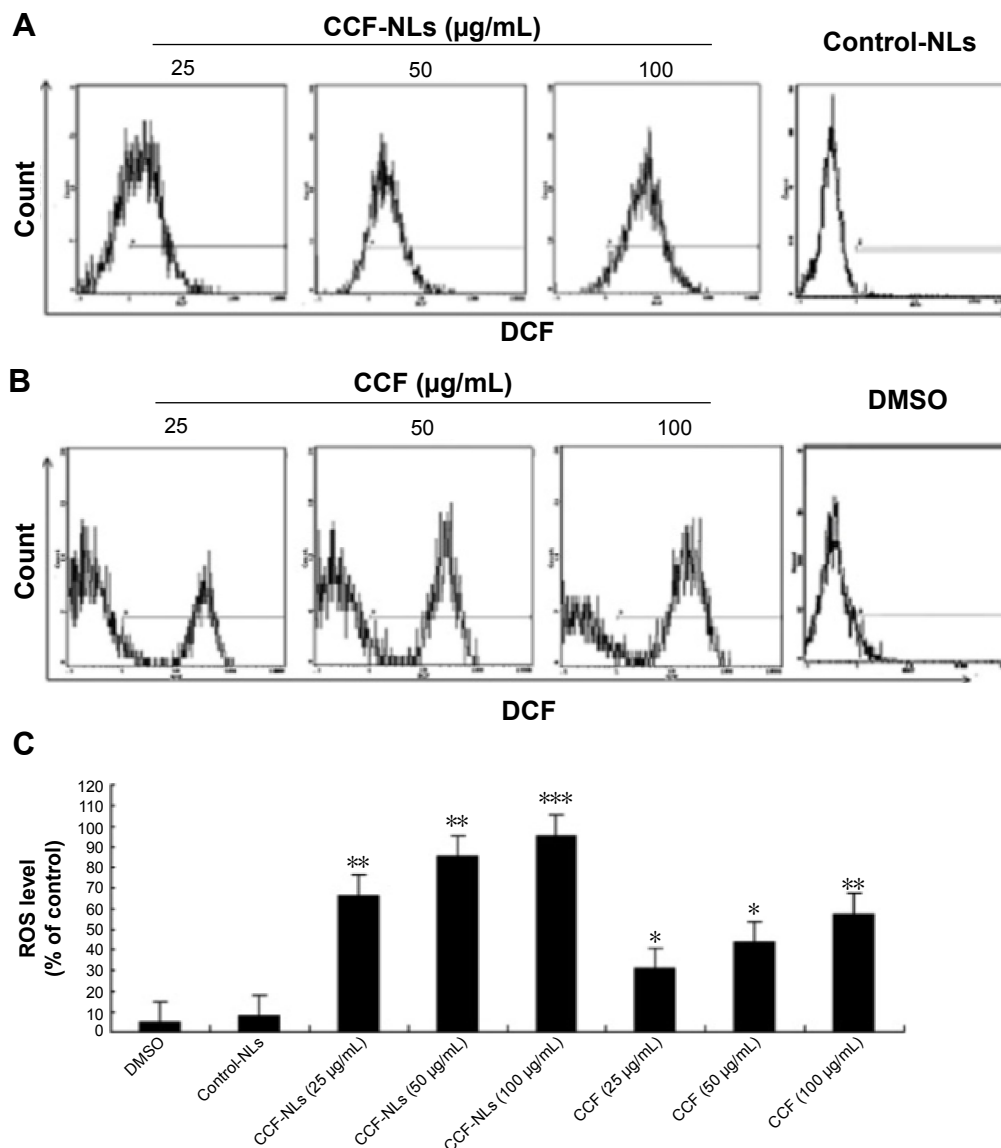 A
CCF-NLs (µg/mL)
Control-NLs
25 50 100
Count
DCF
B
CCF (µg/mL)
DMSO
25 50 100
Count
DCF
C
ROS level
(% of control)
120
110
100
90
80
70
60
50
40
30
20
10
0
** ** *** * * **
DMSO
Control-NLs
CCF-NLs (25 µg/mL)
CCF-NLs (50 µg/mL)
CCF-NLs (100 µg/mL)
CCF (25 µg/mL)
CCF (50 µg/mL)
CCF (100 µg/mL)